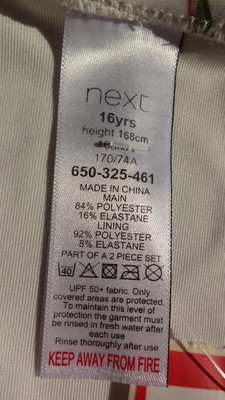 next
16yrs
height 168cm
170/74A
650-325-461
MADE IN CHINA
MAIN
84% POLYESTER
16% ELASTANE
LINING
92% POLYESTER
8% ELASTANE
PART OF A 2 PIECE SET
40
UPF 50+ fabric. Only
covered areas are protected.
To maintain this level of
protection the garment must
be rinsed in fresh water after
each use
Rinse thoroughly after use
KEEP AWAY FROM FIRE